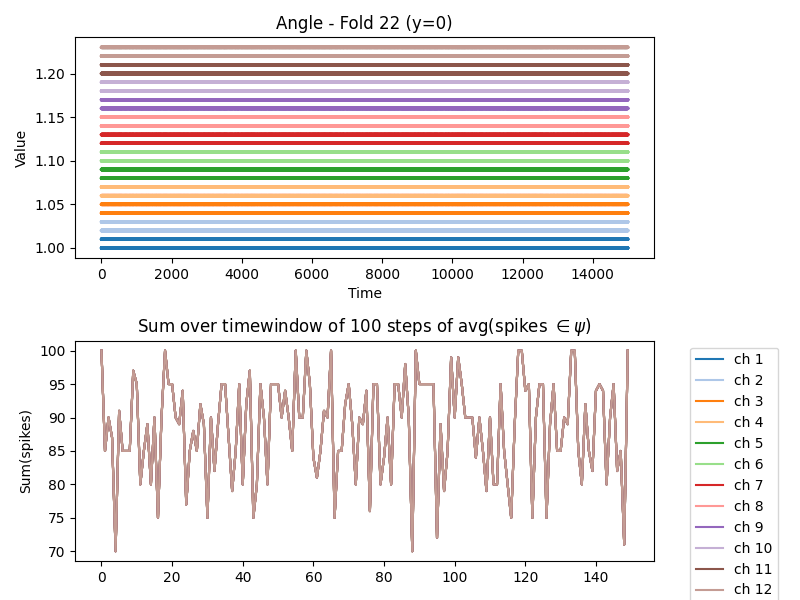 Angle - Fold 22 (y=0)
Value
1.20
1.15
1.10
1.05
1.00
0 2000 4000 6000 8000 10000 12000 14000
Time
Sum over timewindow of 100 steps of avg(spikes ∈ ψ)
Sum(spikes)
100
95
90
85
80
75
70
0 20 40 60 80 100 120 140
ch 1
ch 2
ch 3
ch 4
ch 5
ch 6
ch 7
ch 8
ch 9
ch 10
ch 11
ch 12